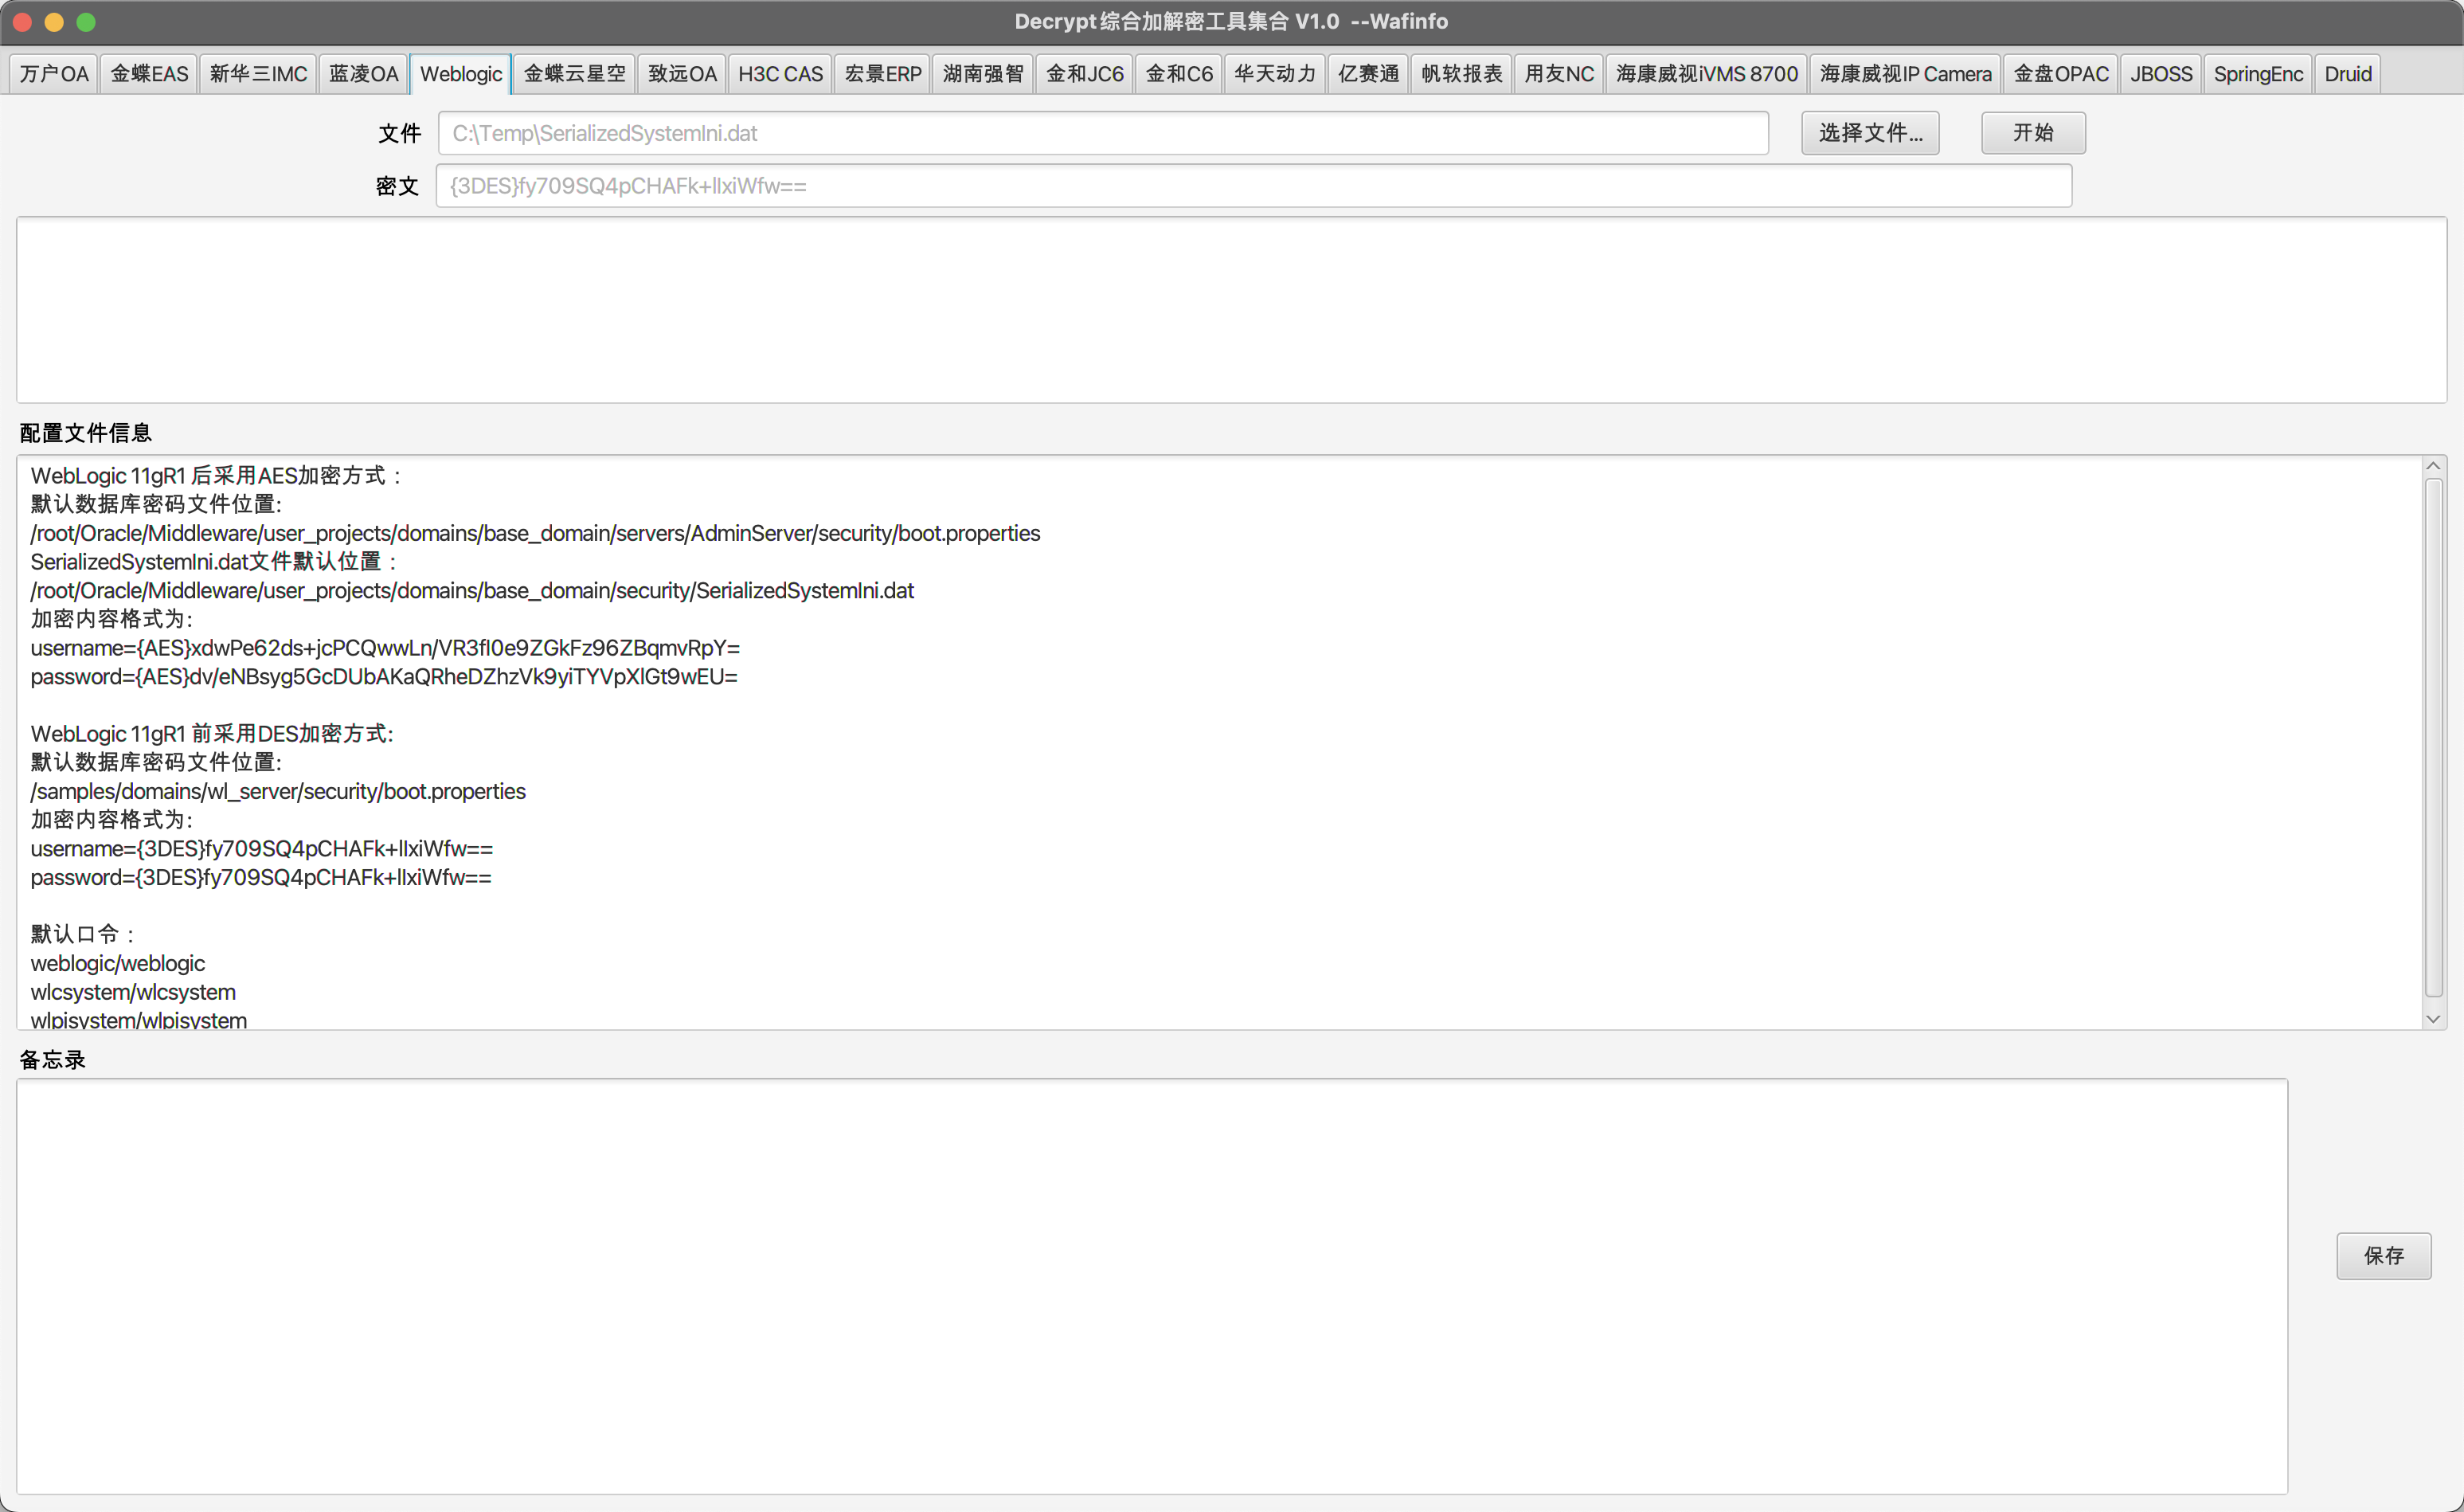 Decrypt综合加解密工具集合 V1.0 --Wafinfo
万户OA 金蝶EAS 新华三IMC 蓝凌OA Weblogic 金蝶云星空 致远OA H3C CAS 宏景ERP 湖南强智 金和JC6 金和C6 华天动力 亿赛通 帆软报表 用友NC 海康威视iVMS 8700 海康威视IP Camera 金盘OPAC JBOSS SpringEnc Druid
文件 C:\Temp\SerializedSystemIni.dat 选择文件... 开始
密文 {3DES}fy709SQ4pCHAFk+lIxiWfw==
配置文件信息
WebLogic 11gR1 后采用AES加密方式：
默认数据库密码文件位置:
/root/Oracle/Middleware/user_projects/domains/base_domain/servers/AdminServer/security/boot.properties
SerializedSystemIni.dat文件默认位置：
/root/Oracle/Middleware/user_projects/domains/base_domain/security/SerializedSystemIni.dat
加密内容格式为:
username={AES}xdwPe62ds+jcPCQwwLn/VR3fI0e9ZGkFz96ZBqmvRpY=
password={AES}dv/eNBsyg5GcDUbAKaQRheDZhzVk9yiTYVpXlGt9wEU=
WebLogic 11gR1 前采用DES加密方式:
默认数据库密码文件位置:
/samples/domains/wl_server/security/boot.properties
加密内容格式为:
username={3DES}fy709SQ4pCHAFk+lIxiWfw==
password={3DES}fy709SQ4pCHAFk+lIxiWfw==
默认口令：
weblogic/weblogic
wlcsystem/wlcsystem
wlpisystem/wlpisystem
备忘录
保存